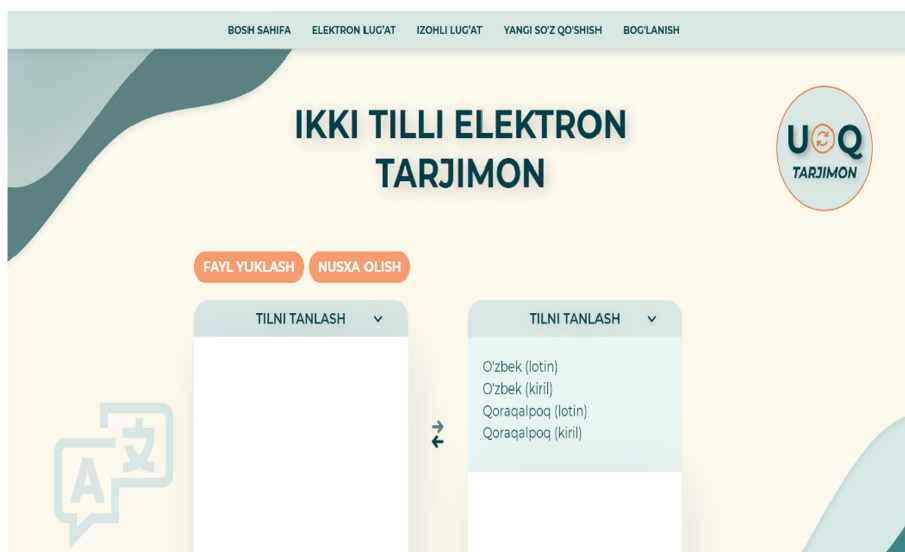 BOSH SAHIFA ELEKTRON LUG'AT IZOHLI LUG'AT YANGI SO'Z QO'SHISH BOG'LANISH
IKKI TILLI ELEKTRON
TARJIMON
U Q
TARJIMON
FAYL YUKLASH NUSXA OLISH
TILNI TANLASH TILNI TANLASH
O'zbek (lotin)
O'zbek (kiril)
Qoraqalpoq (lotin)
Qoraqalpoq (kiril)
A 文